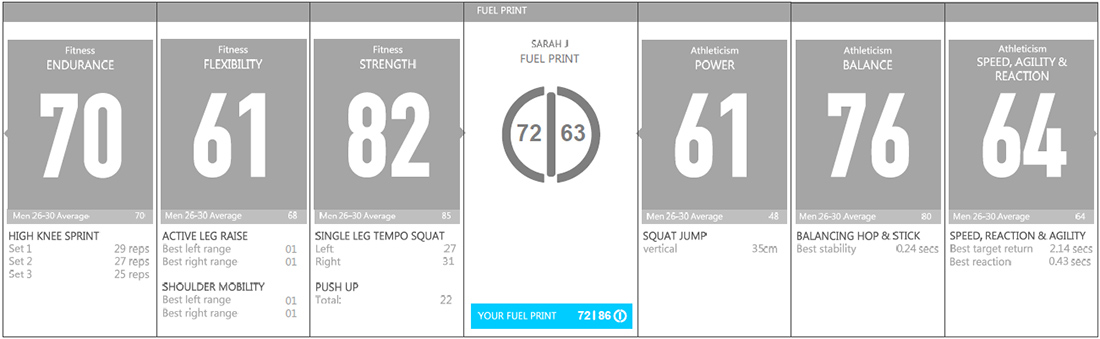 FUEL PRINT
Fitness
ENDURANCE
70
Men 26-30 Average 70
HIGH KNEE SPRINT
Set 1 29 reps
Set 2 27 reps
Set 3 25 reps
Fitness
FLEXIBILITY
61
Men 26-30 Average 68
ACTIVE LEG RAISE
Best left range 01
Best right range 01
SHOULDER MOBILITY
Best left range 01
Best right range 01
Fitness
STRENGTH
82
Men 26-30 Average 85
SINGLE LEG TEMPO SQUAT
Left 27
Right 31
PUSH UP
Total: 22
SARAH J
FUEL PRINT
72 63
YOUR FUEL PRINT 72|86
Athleticism
POWER
61
Men 26-30 Average 48
SQUAT JUMP
vertical 35cm
Athleticism
BALANCE
76
Men 26-30 Average 80
BALANCING HOP & STICK
Best stability 0.24 secs
Athleticism
SPEED, AGILITY &
REACTION
64
Men 26-30 Average 64
SPEED, REACTION & AGILITY
Best target return 2.14 secs
Best reaction 0.43 secs